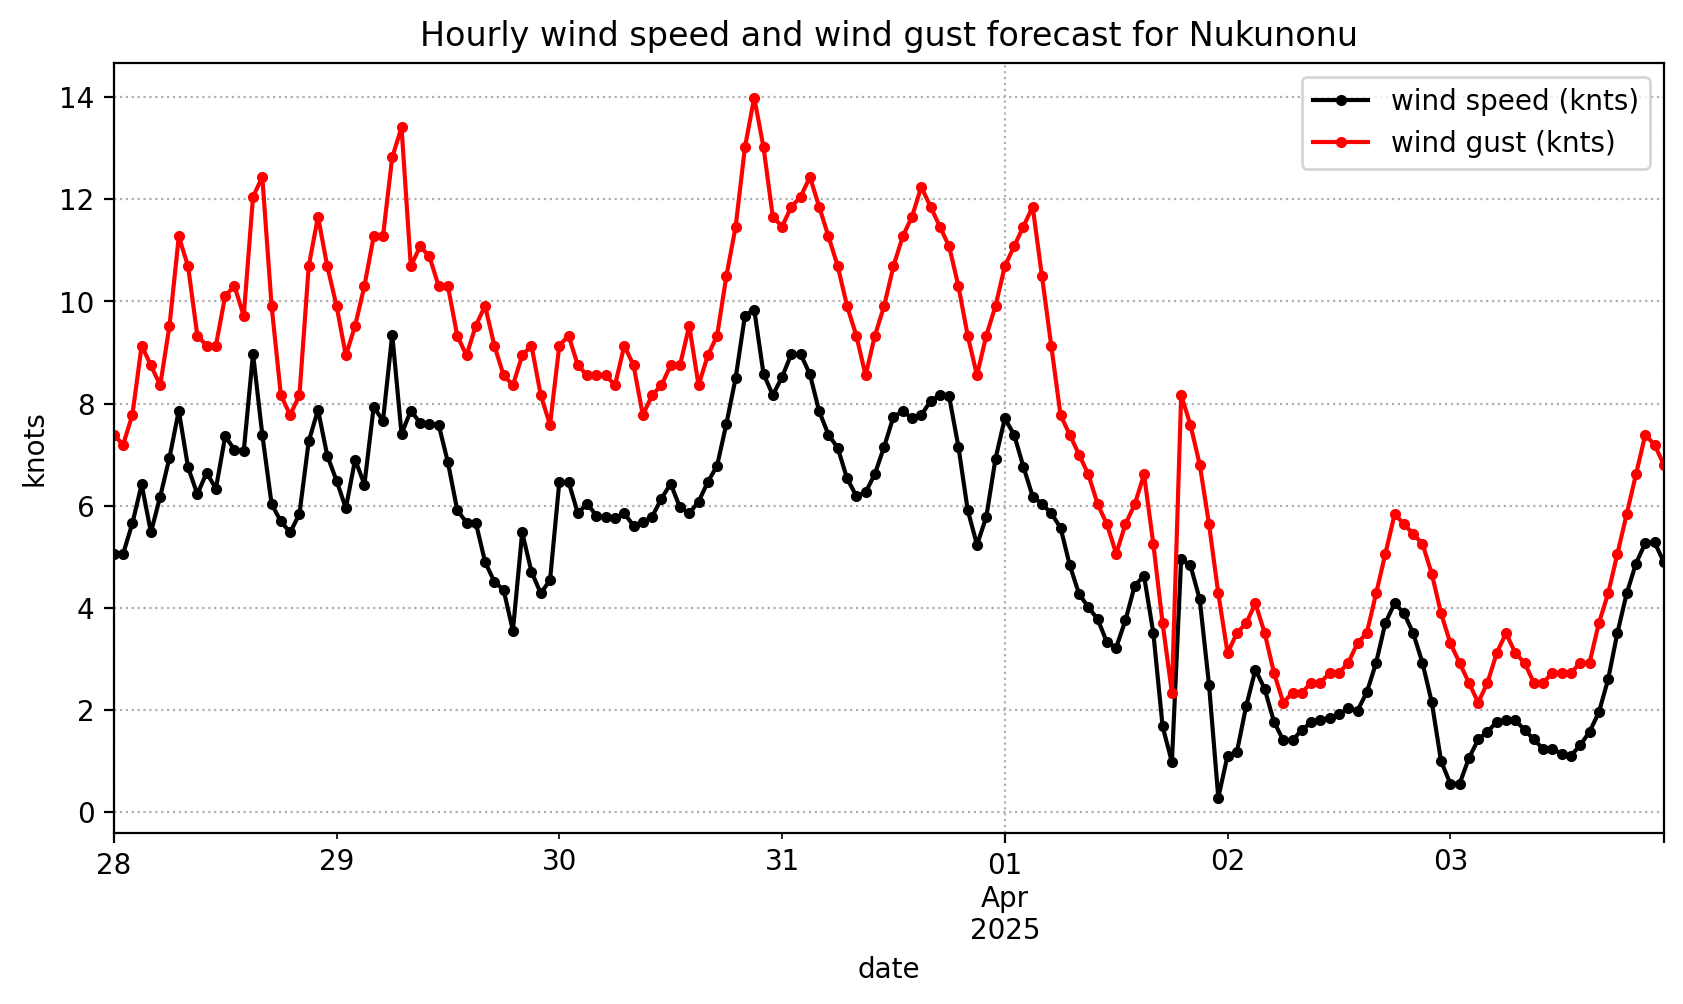 Hourly wind speed and wind gust forecast for Nukunonu
wind speed (knts)
wind gust (knts)
14
12
10
8
6
4
2
0
knots
28
29
30
31
01
02
03
Apr
2025
date